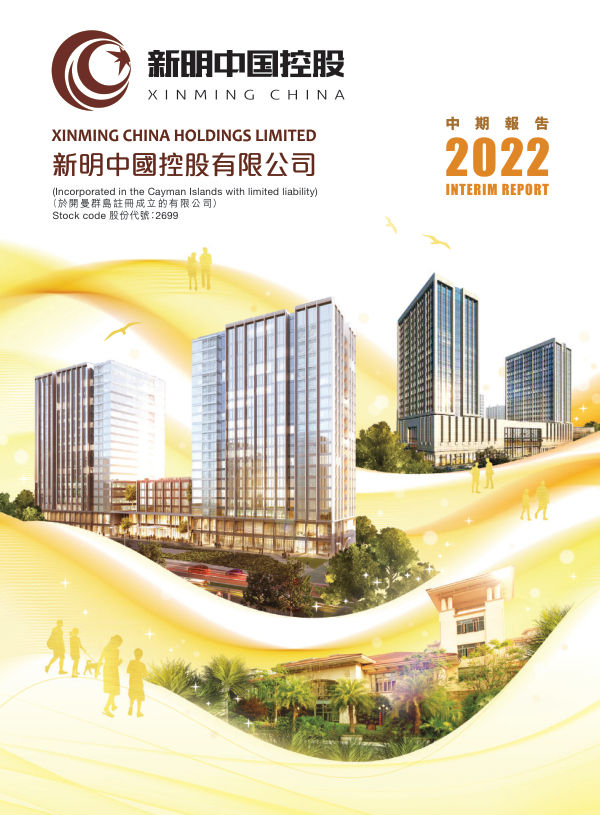 新明中国控股
XINMING CHINA
XINMING CHINA HOLDINGS LIMITED
新明中國控股有限公司
(Incorporated in the Cayman Islands with limited liability)
(於開曼群島註冊成立的有限公司)
Stock code 股份代號：2699
中期報告
2022
INTERIM REPORT